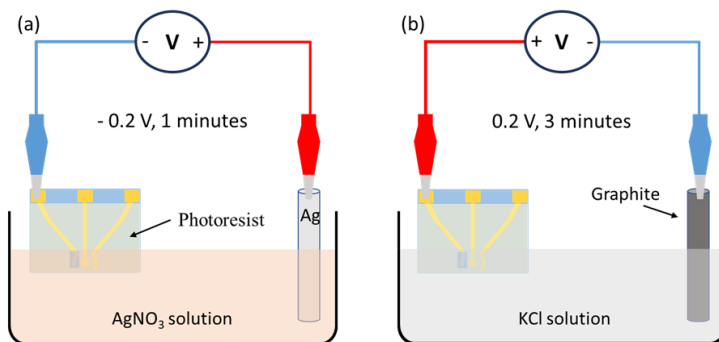 (a)
- V +
- 0.2 V, 1 minutes
Ag
Photoresist
AgNO₃ solution
(b)
+ V -
0.2 V, 3 minutes
Graphite
KCl solution